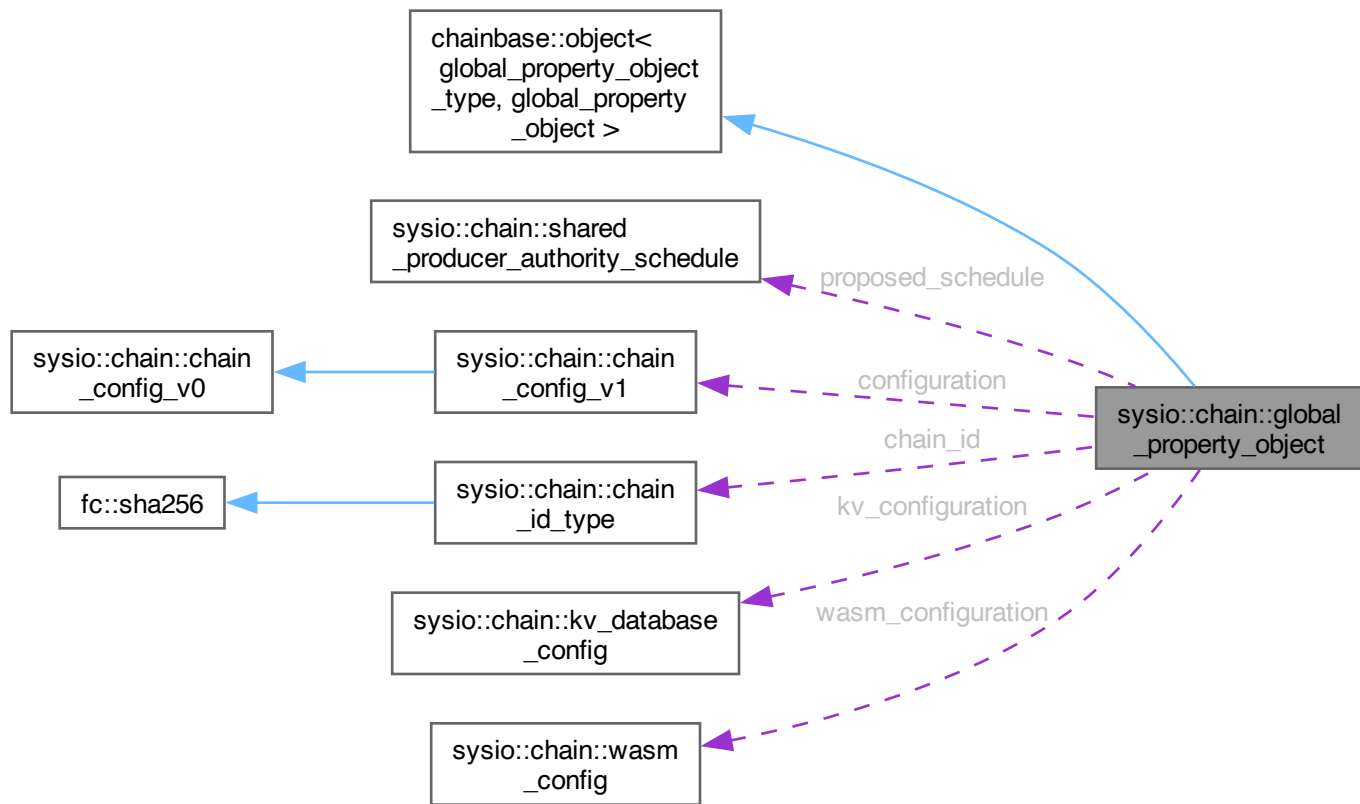 chainbase::object<
global_property_object
_type, global_property
_object >
sysio::chain::shared
_producer_authority_schedule
proposed_schedule
sysio::chain::chain
_config_v0
sysio::chain::chain
_config_v1
configuration
sysio::chain::global
_property_object
chain_id
fc::sha256
sysio::chain::chain
_id_type
kv_configuration
sysio::chain::kv_database
_config
wasm_configuration
sysio::chain::wasm
_config